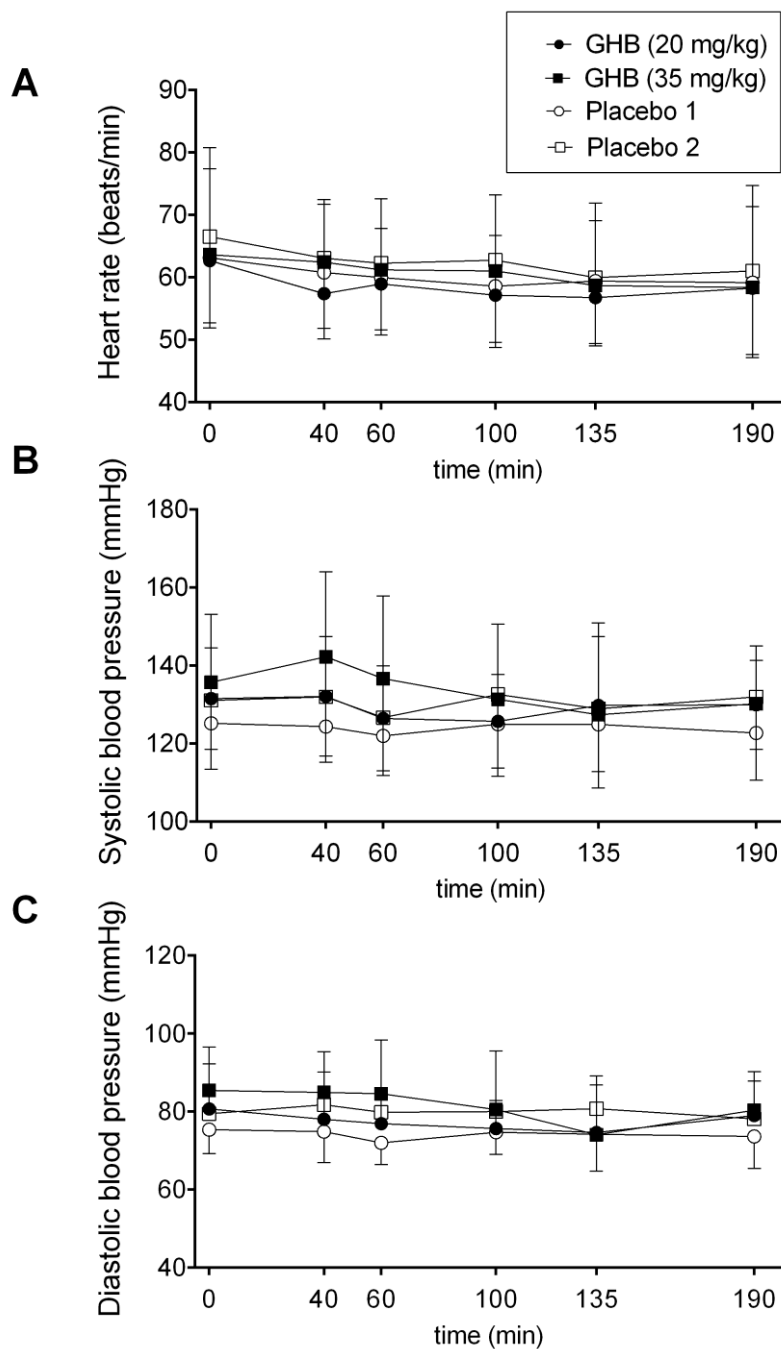 GHB (20 mg/kg)
GHB (35 mg/kg)
Placebo 1
Placebo 2
A
Heart rate (beats/min)
90
80
70
60
50
40
0 40 60 100 135 190
time (min)
B
Systolic blood pressure (mmHg)
180
160
140
120
100
0 40 60 100 135 190
time (min)
C
Diastolic blood pressure (mmHg)
120
100
80
60
40
0 40 60 100 135 190
time (min)